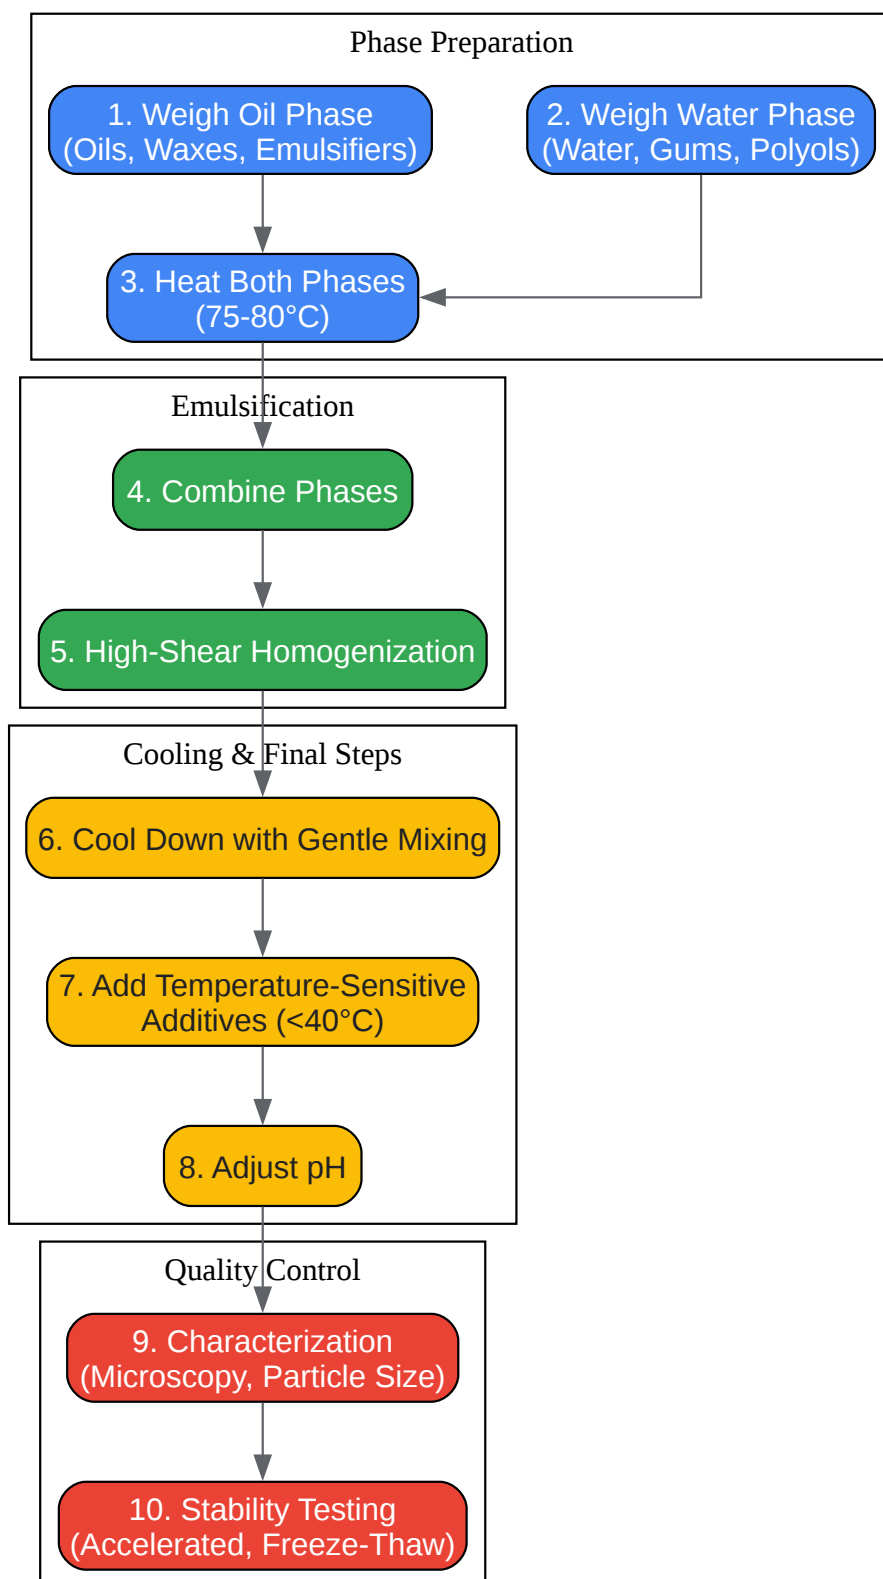 Phase Preparation
1. Weigh Oil Phase
(Oils, Waxes, Emulsifiers)
2. Weigh Water Phase
(Water, Gums, Polyols)
3. Heat Both Phases
(75-80°C)
Emulsification
4. Combine Phases
5. High-Shear Homogenization
Cooling & Final Steps
6. Cool Down with Gentle Mixing
7. Add Temperature-Sensitive
Additives (<40°C)
8. Adjust pH
Quality Control
9. Characterization
(Microscopy, Particle Size)
10. Stability Testing
(Accelerated, Freeze-Thaw)